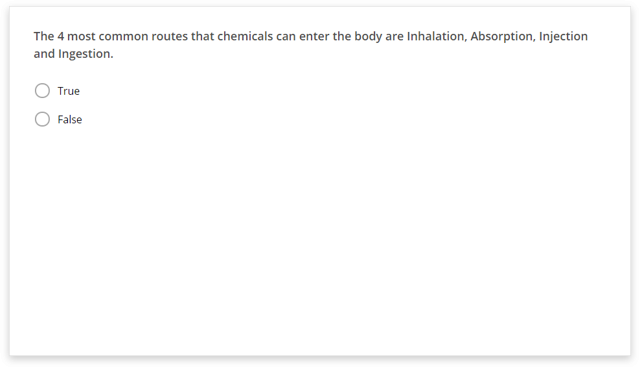 The 4 most common routes that chemicals can enter the body are Inhalation, Absorption, Injection
and Ingestion.
True
False